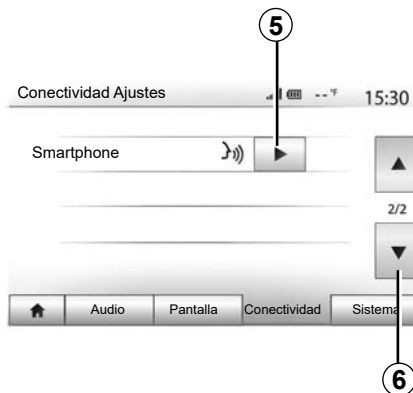 5
Conectividad Ajustes -- °F 15:30
Smartphone
2/2
Audio Pantalla Conectividad Sistema
6